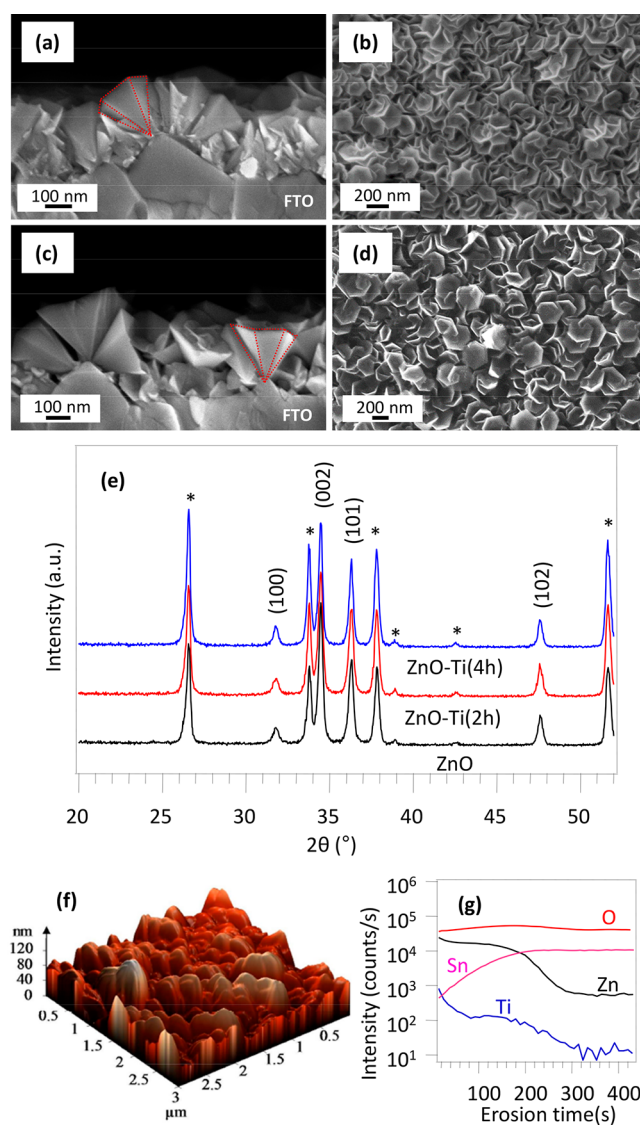 (a)
100 nm
FTO
(b)
200 nm
(c)
100 nm
FTO
(d)
200 nm
(e)
Intensity (a.u.)
*
(100)
*
(002)
(101)
*
*
*
(102)
*
ZnO-Ti(4h)
ZnO-Ti(2h)
ZnO
20 25 30 35 40 45 50
2θ (°)
(f)
nm
120
80
40
0
0.5
1
1.5
2
2.5
3
µm
2.5
2
1.5
1
0.5
(g)
Intensity (counts/s)
10⁶
10⁵
10⁴
10³
10²
10¹
O
Sn
Zn
Ti
100 200 300 400
Erosion time(s)